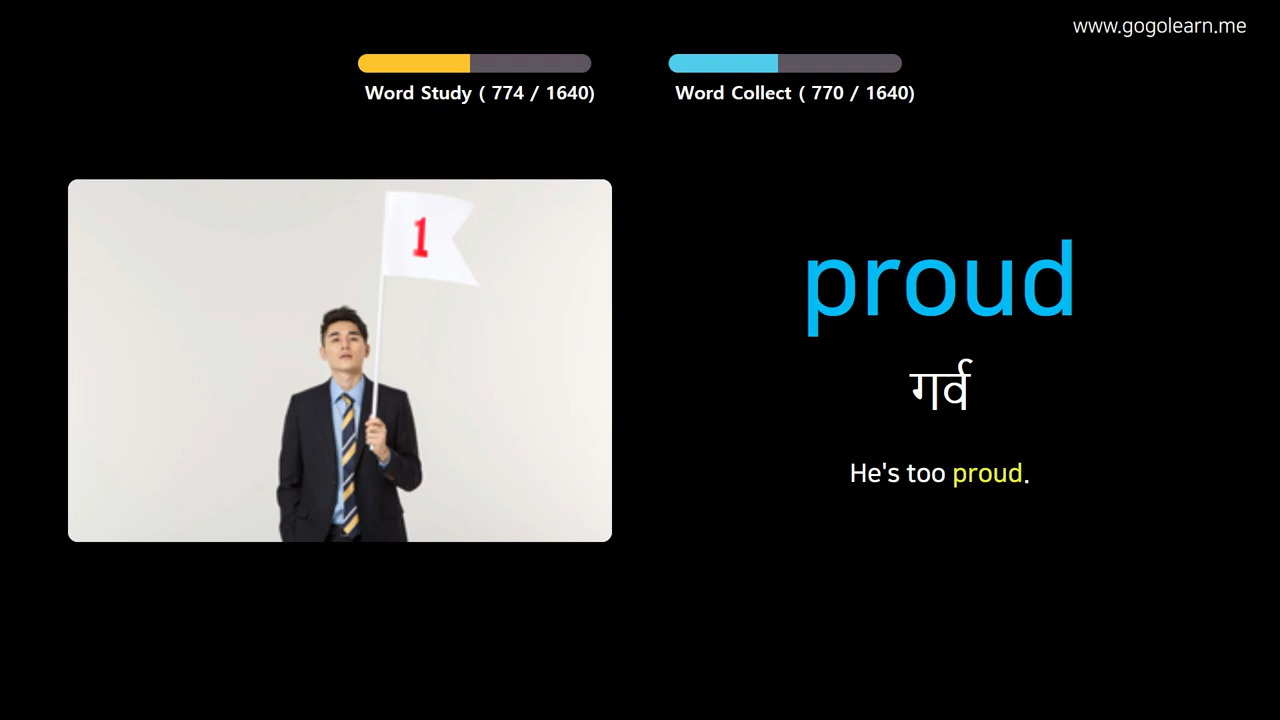 www.gogolearn.me
Word Study ( 774 / 1640)
Word Collect ( 770 / 1640)
1
proud
गर्व
He's too proud.